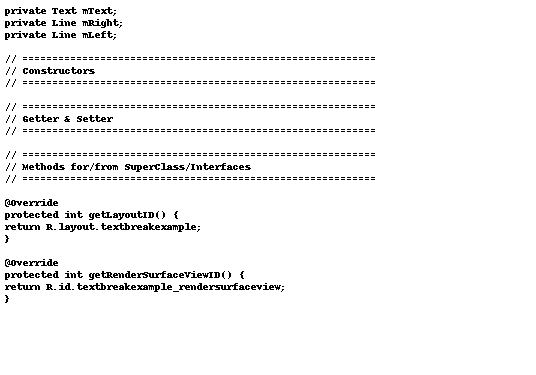 private Text mText;
private Line mRight;
private Line mLeft;
// ===========================================================
// Constructors
// ===========================================================
// ===========================================================
// Getter & Setter
// ===========================================================
// ===========================================================
// Methods for/from SuperClass/Interfaces
// ===========================================================
@Override
protected int getLayoutID() {
return R.layout.textbreakexample;
}
@Override
protected int getRenderSurfaceViewID() {
return R.id.textbreakexample_rendersurfaceview;
}